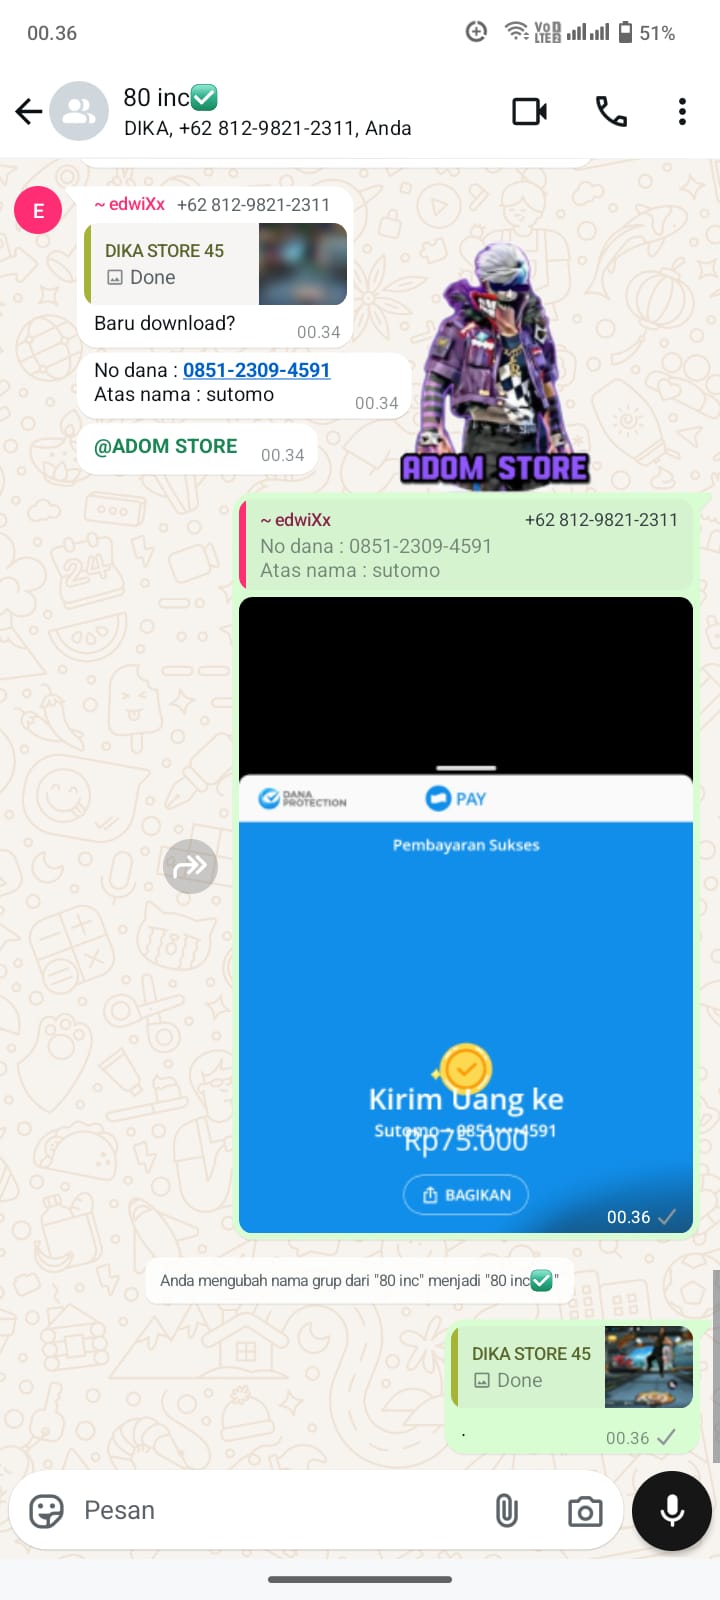 00.36
VoD LTE2
51%
80 inc✅
DIKA, +62 812-9821-2311, Anda
E
~ edwiXx +62 812-9821-2311
DIKA STORE 45
Done
Baru download?
00.34
No dana : 0851-2309-4591
Atas nama : sutomo
00.34
@ADOM STORE
00.34
ADOM STORE
~ edwiXx +62 812-9821-2311
No dana : 0851-2309-4591
Atas nama : sutomo
DANA PROTECTION
PAY
Pembayaran Sukses
Kirim Uang ke
Sutomo - 0851••••4591
Rp75.000
BAGIKAN
00.36
Anda mengubah nama grup dari "80 inc" menjadi "80 inc✅"
DIKA STORE 45
Done
.
00.36
Pesan